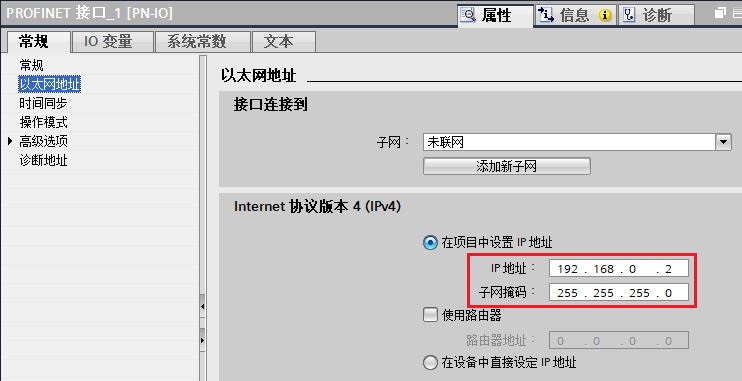 PROFINET 接口_1 [PN-IO]
属性
信息
诊断
常规
IO 变量
系统常数
文本
常规
以太网地址
时间同步
操作模式
高级选项
诊断地址
以太网地址
接口连接到
子网：
未联网
添加新子网
Internet 协议版本 4 (IPv4)
在项目中设置 IP 地址
IP 地址： 192 . 168 . 0 . 2
子网掩码： 255 . 255 . 255 . 0
使用路由器
路由器地址： 0 . 0 . 0 . 0
在设备中直接设定 IP 地址